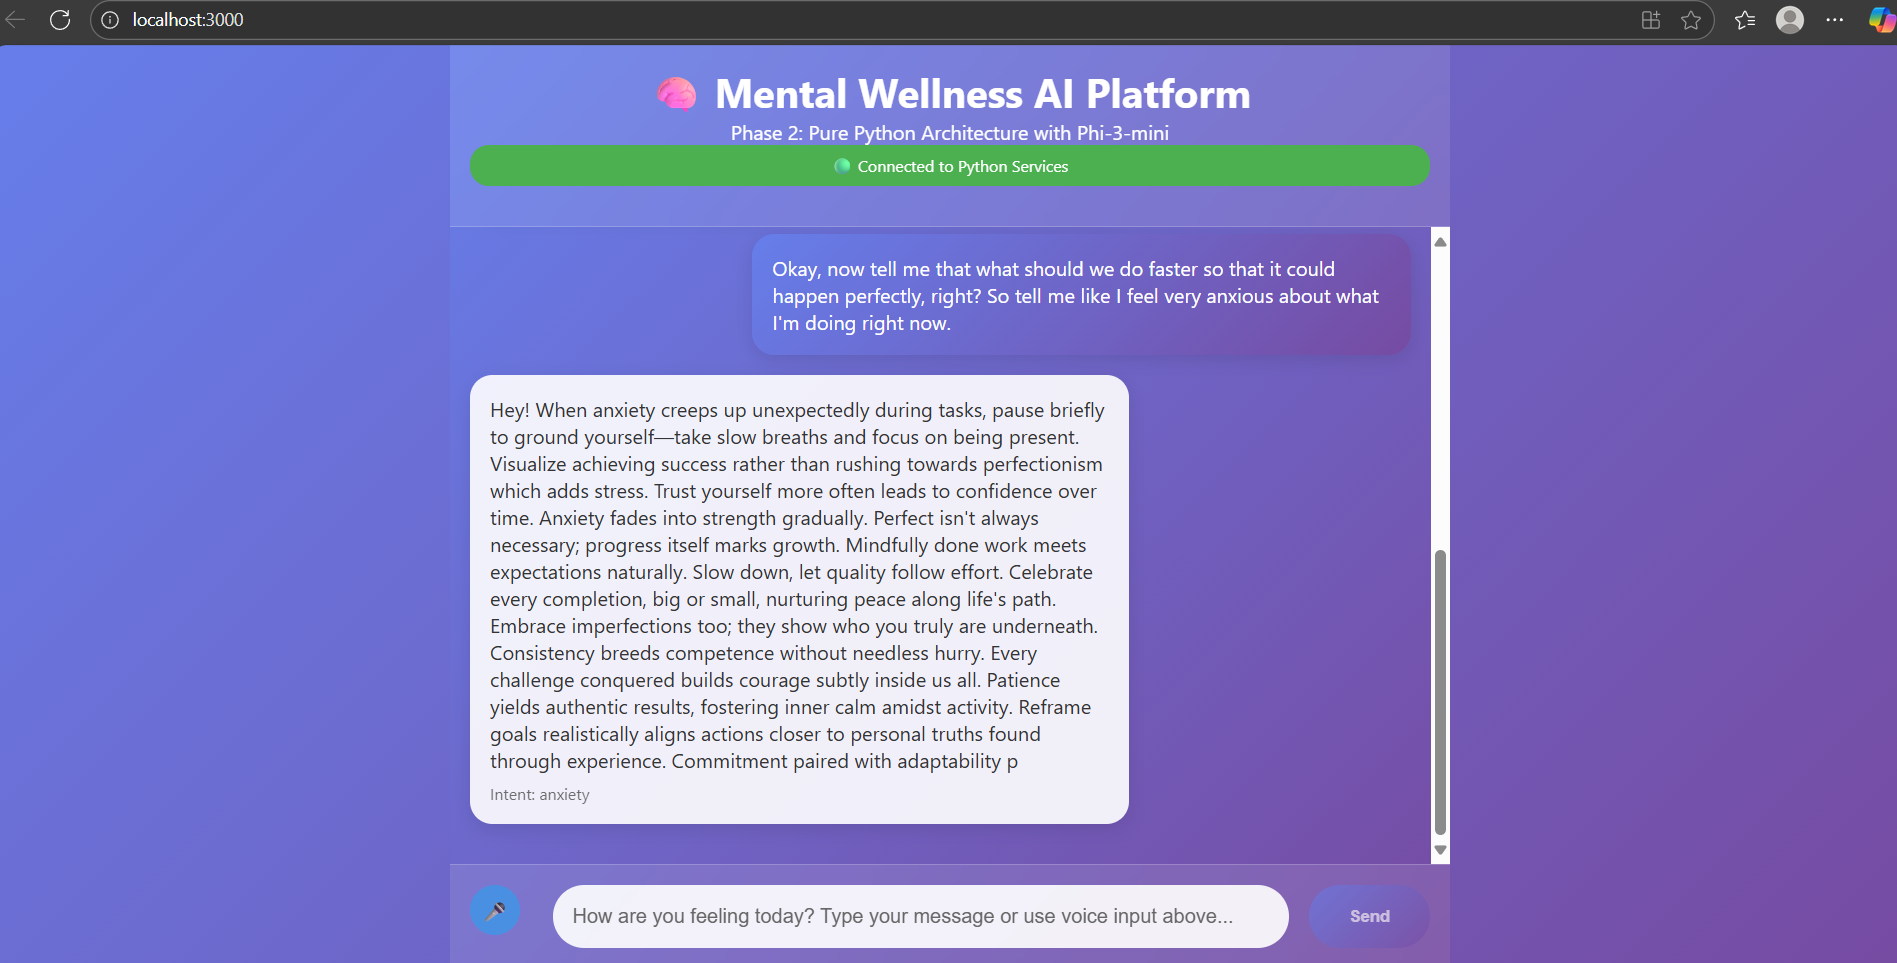 localhost:3000
Mental Wellness AI Platform
Phase 2: Pure Python Architecture with Phi-3-mini
Connected to Python Services
Okay, now tell me that what should we do faster so that it could
happen perfectly, right? So tell me like I feel very anxious about what
I'm doing right now.
Hey! When anxiety creeps up unexpectedly during tasks, pause briefly
to ground yourself—take slow breaths and focus on being present.
Visualize achieving success rather than rushing towards perfectionism
which adds stress. Trust yourself more often leads to confidence over
time. Anxiety fades into strength gradually. Perfect isn't always
necessary; progress itself marks growth. Mindfully done work meets
expectations naturally. Slow down, let quality follow effort. Celebrate
every completion, big or small, nurturing peace along life's path.
Embrace imperfections too; they show who you truly are underneath.
Consistency breeds competence without needless hurry. Every
challenge conquered builds courage subtly inside us all. Patience
yields authentic results, fostering inner calm amidst activity. Reframe
goals realistically aligns actions closer to personal truths found
through experience. Commitment paired with adaptability p
Intent: anxiety
How are you feeling today? Type your message or use voice input above...
Send